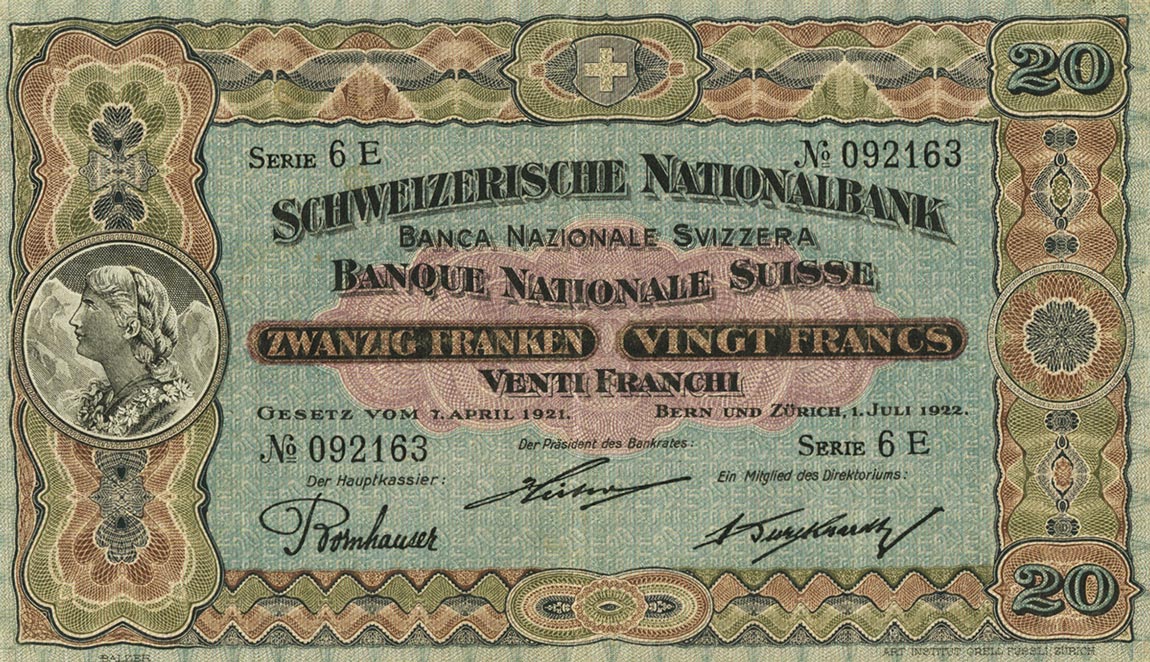 20
SERIE 6 E
№ 092163
SCHWEIZERISCHE NATIONALBANK
BANCA NAZIONALE SVIZZERA
BANQUE NATIONALE SUISSE
ZWANZIG FRANKEN VINGT FRANCS
VENTI FRANCHI
GESETZ VOM 7. APRIL 1921. BERN UND ZÜRICH, 1. JULI 1922.
№ 092163
Der Präsident des Bankrates:
SERIE 6 E
Der Hauptkassier:
Ein Mitglied des Direktoriums:
Bornhauser
20
BALZER
ART. INSTITUT ORELL FÜSSLI, ZÜRICH